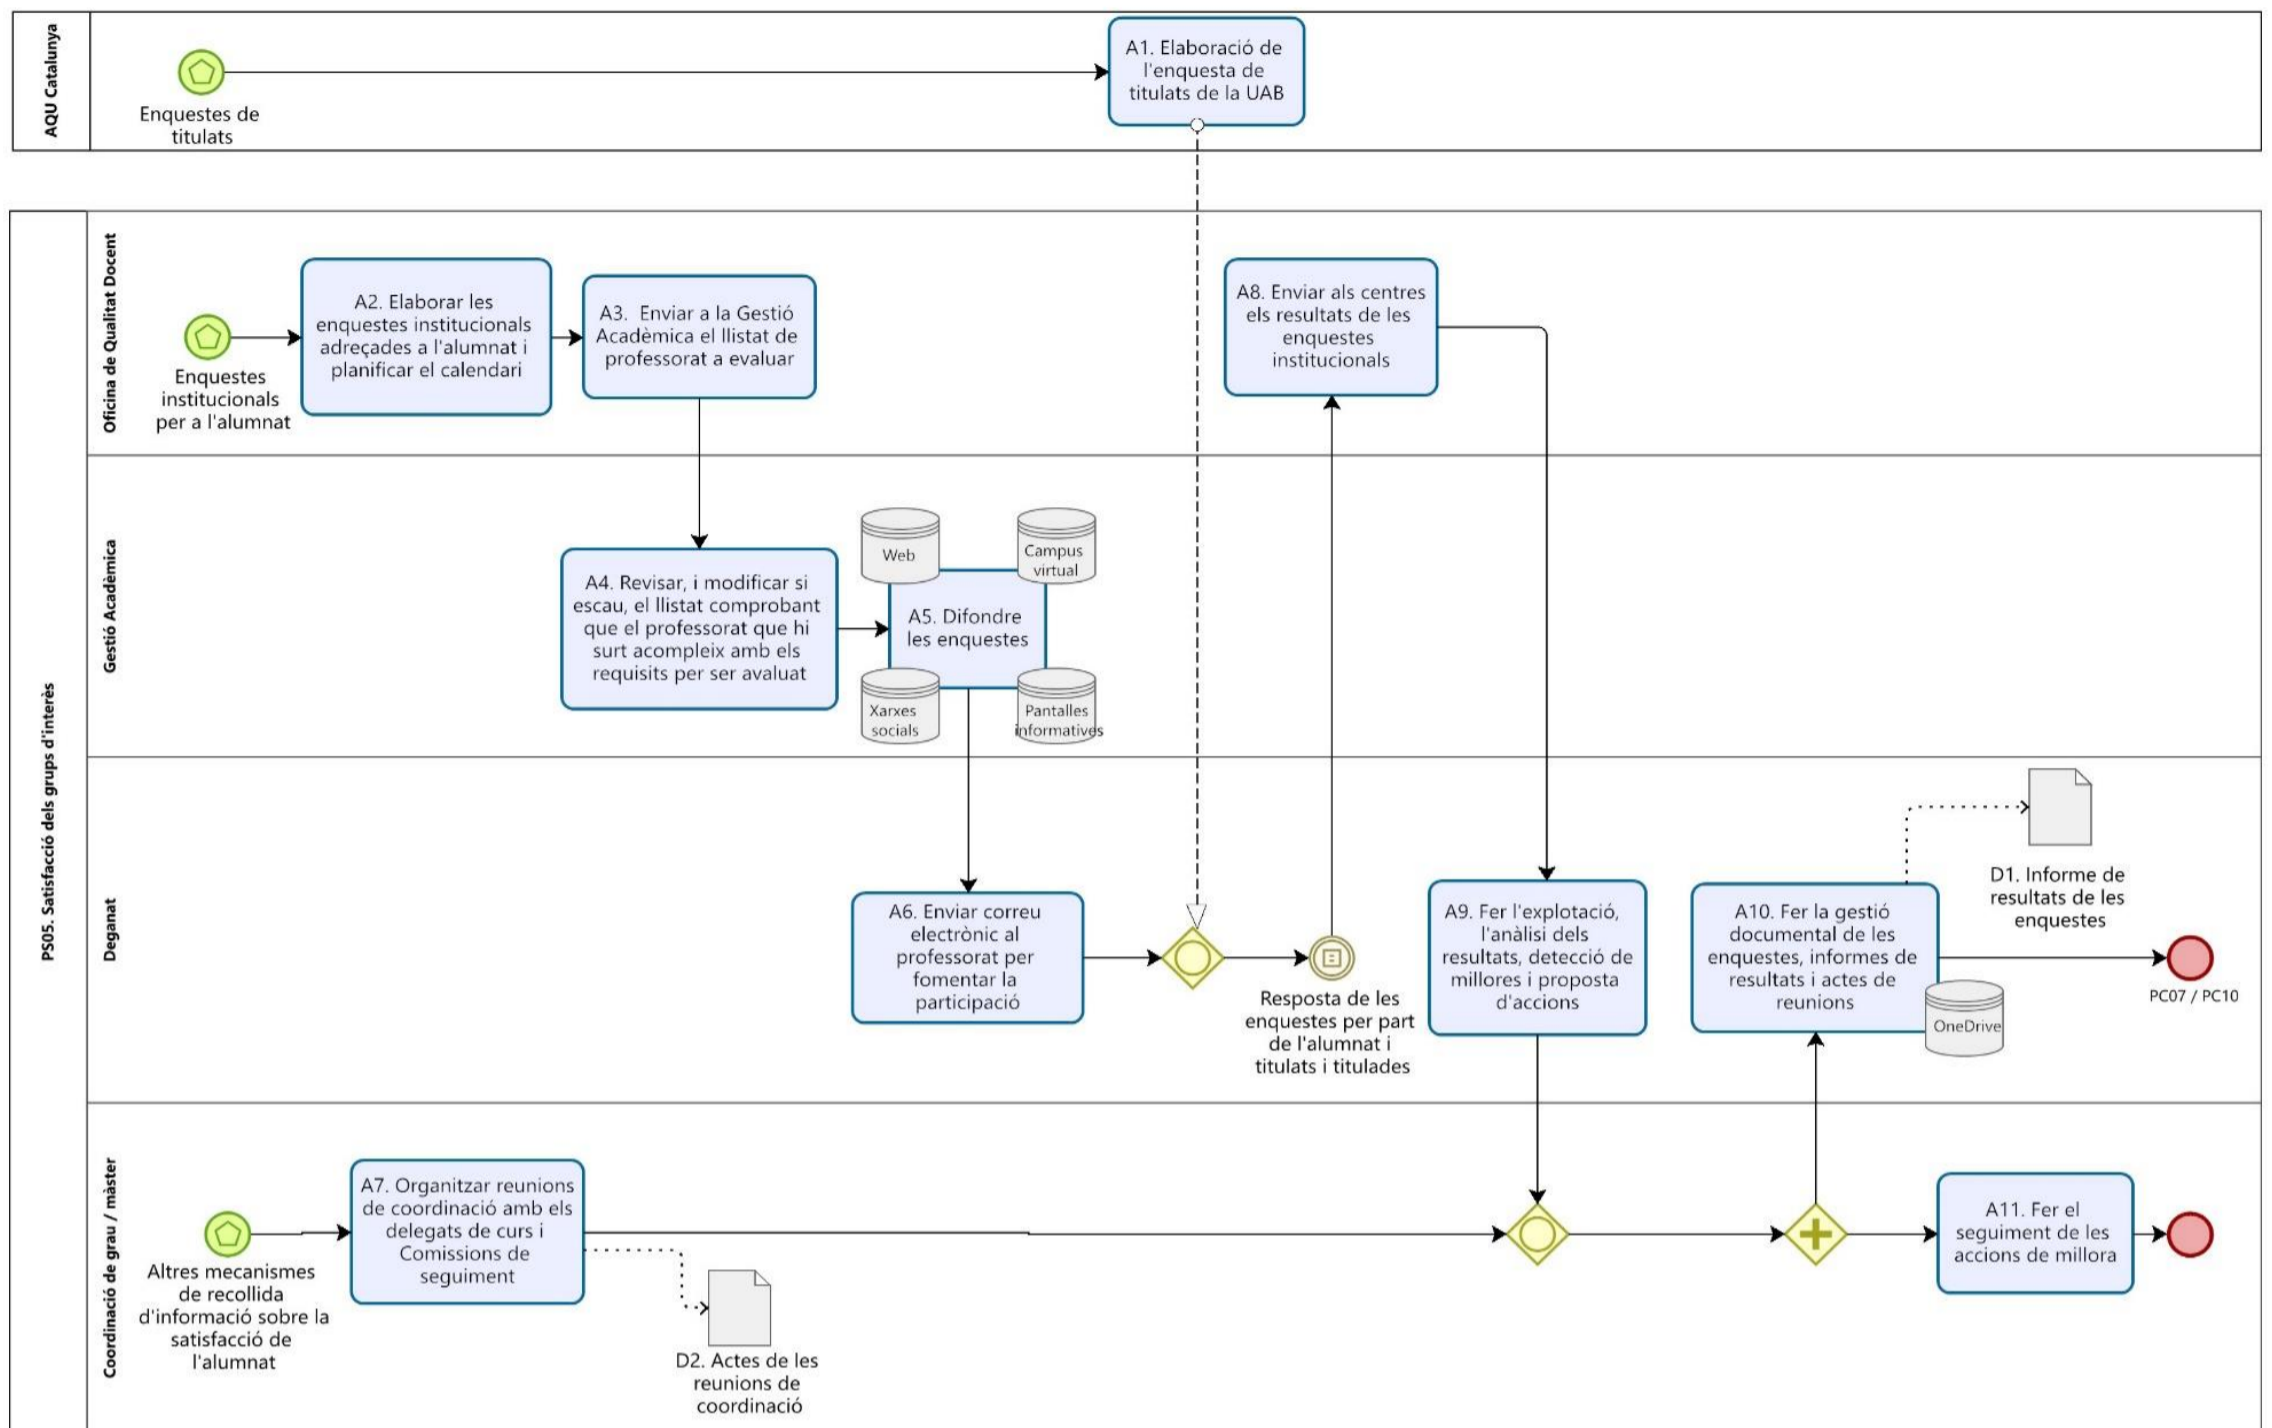 AQU Catalunya
Enquestes de
titulats
A1. Elaboració de
l'enquesta de
titulats de la UAB
PS05. Satisfacció dels grups d'interès
Oficina de Qualitat Docent
Enquestes
institucionals
per a l'alumnat
A2. Elaborar les
enquestes institucionals
adreçades a l'alumnat i
planificar el calendari
A3. Enviar a la Gestió
Acadèmica el llistat de
professorat a evaluar
A8. Enviar als centres
els resultats de les
enquestes
institucionals
Gestió Acadèmica
A4. Revisar, i modificar si
escau, el llistat comprobant
que el professorat que hi
surt acompleix amb els
requisits per ser avaluat
Web
Campus
virtual
A5. Difondre
les enquestes
Xarxes
socials
Pantalles
informatives
Deganat
A6. Enviar correu
electrònic al
professorat per
fomentar la
participació
Resposta de les
enquestes per part
de l'alumnat i
titulats i titulades
A9. Fer l'explotació,
l'anàlisi dels
resultats, detecció de
millores i proposta
d'accions
A10. Fer la gestió
documental de les
enquestes, informes de
resultats i actes de
reunions
OneDrive
D1. Informe de
resultats de les
enquestes
PC07 / PC10
Coordinació de grau / màster
Altres mecanismes
de recollida
d'informació sobre la
satisfacció de
l'alumnat
A7. Organitzar reunions
de coordinació amb els
delegats de curs i
Comissions de
seguiment
D2. Actes de les
reunions de
coordinació
A11. Fer el
seguiment de les
accions de millora